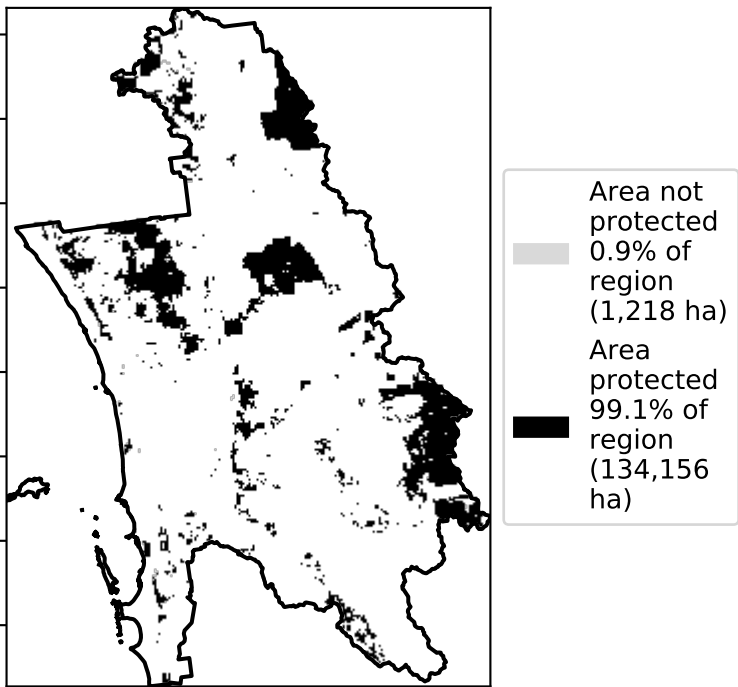 Area not
protected
0.9% of
region
(1,218 ha)
Area
protected
99.1% of
region
(134,156
ha)